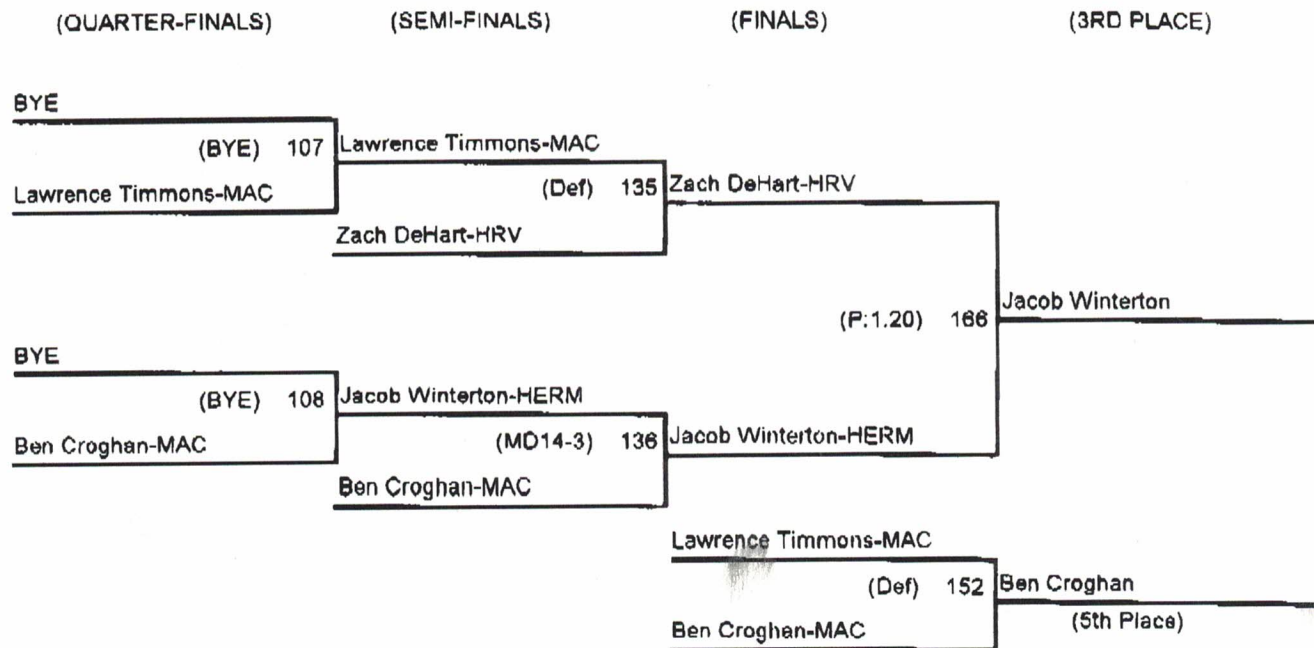 (QUARTER-FINALS) (SEMI-FINALS) (FINALS) (3RD PLACE)
BYE
(BYE) 107 Lawrence Timmons-MAC
Lawrence Timmons-MAC (Def) 135 Zach DeHart-HRV
Zach DeHart-HRV
(P:1.20) 166 Jacob Winterton
BYE
(BYE) 108 Jacob Winterton-HERM
Ben Croghan-MAC (MD14-3) 136 Jacob Winterton-HERM
Ben Croghan-MAC
Lawrence Timmons-MAC
(Def) 152 Ben Croghan
Ben Croghan-MAC (5th Place)